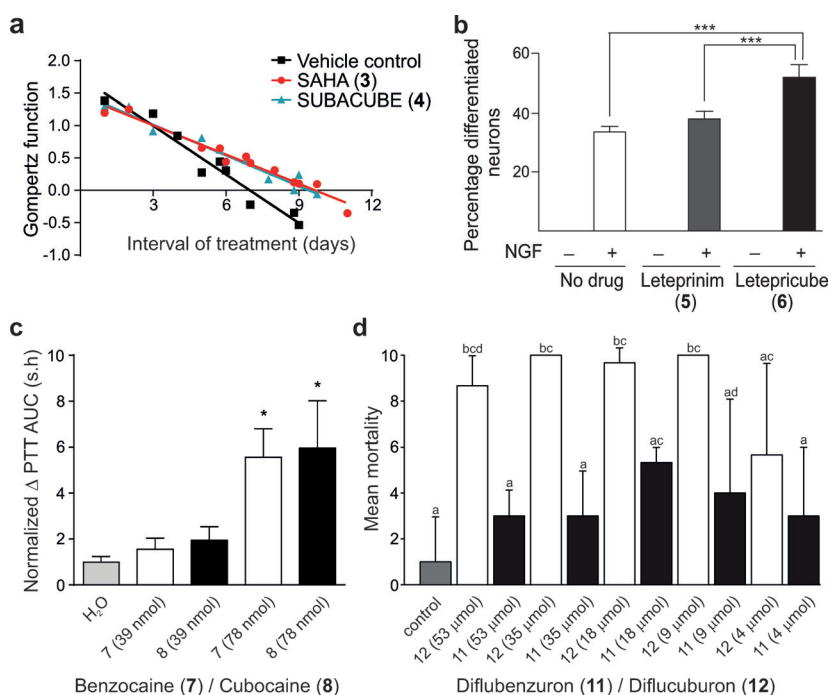 a
Vehicle control
SAHA (3)
SUBACUBE (4)
Gompertz function
2.0
1.5
1.0
0.5
0.0
-0.5
-1.0
3 6 9 12
Interval of treatment (days)
b
***
***
Percentage differentiated
neurons
60
40
20
NGF – + – + – +
No drug Leteprinim Letepricube
(5) (6)
c
Normalized Δ PTT AUC (s.h)
10
8
6
4
2
0
* *
H₂O
7 (39 nmol)
8 (39 nmol)
7 (78 nmol)
8 (78 nmol)
Benzocaine (7) / Cubocaine (8)
d
Mean mortality
10
8
6
4
2
0
a bcd a bc a bc ac bc ad ac a
control
12 (53 μmol)
11 (53 μmol)
12 (35 μmol)
11 (35 μmol)
12 (18 μmol)
11 (18 μmol)
12 (9 μmol)
11 (9 μmol)
12 (4 μmol)
11 (4 μmol)
Diflubenzuron (11) / Diflucuburon (12)